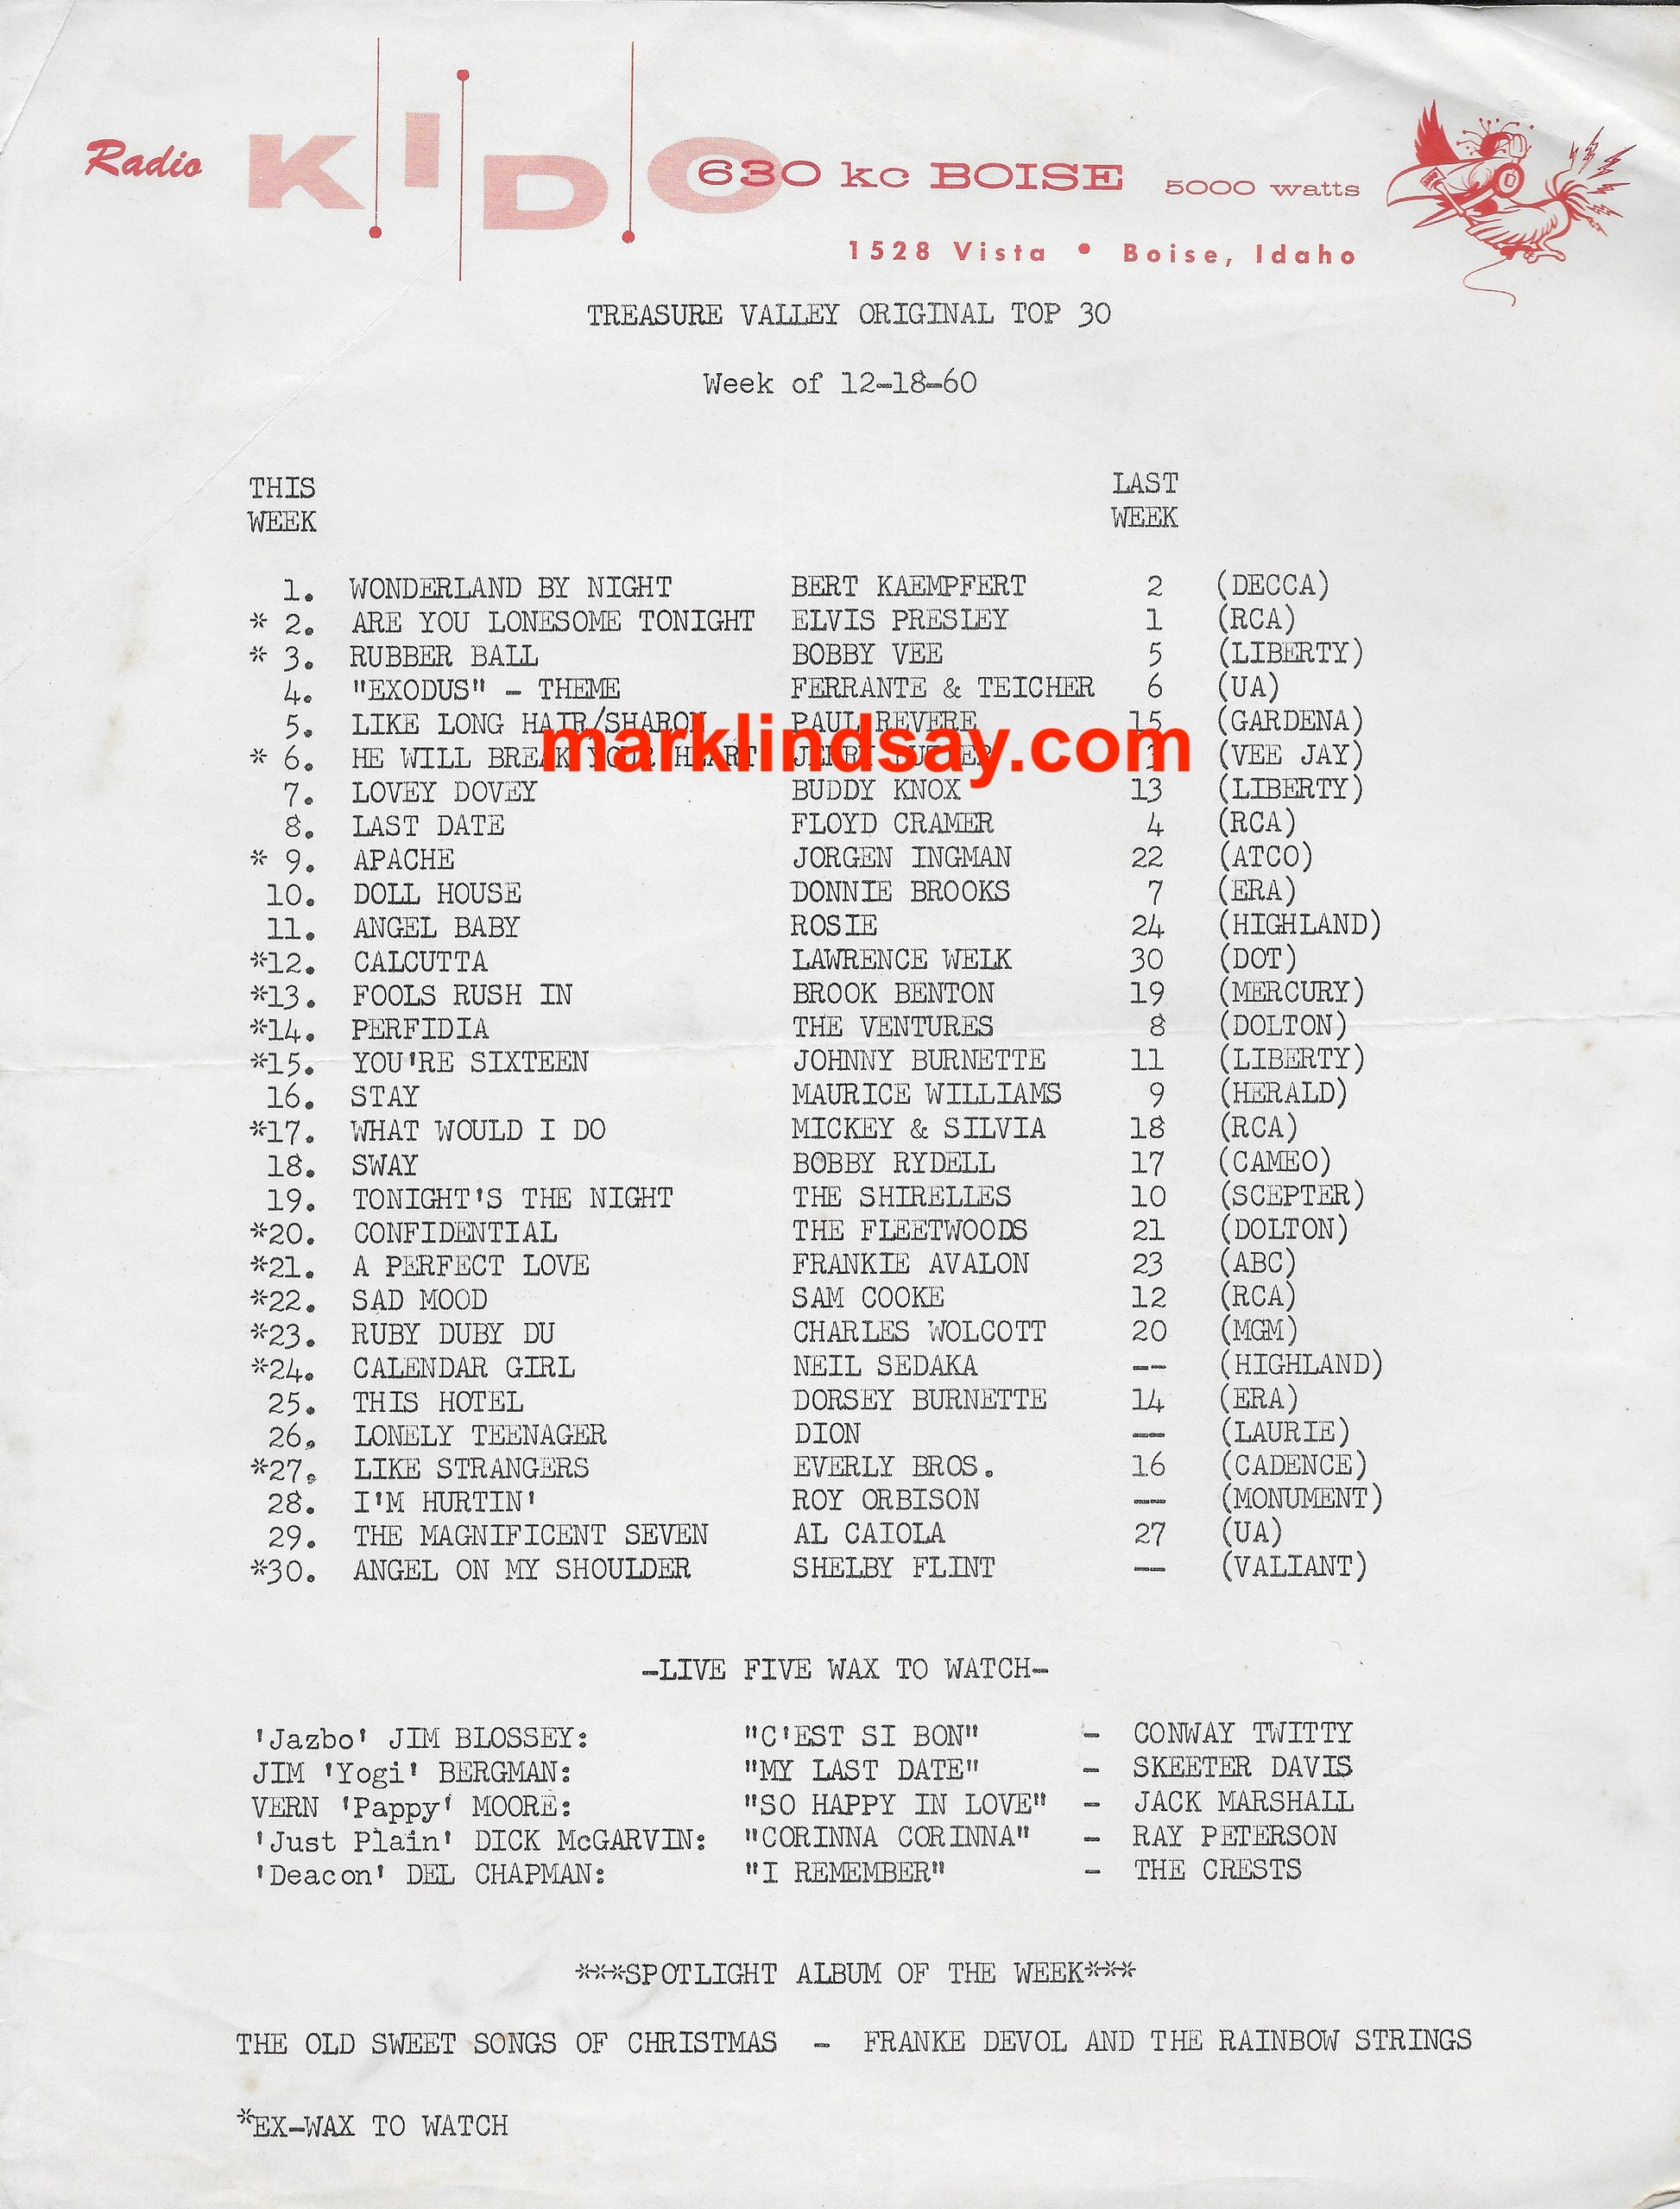 Radio KIDO 630 kc BOISE 5000 watts
1528 Vista • Boise, Idaho
TREASURE VALLEY ORIGINAL TOP 30
Week of 12-18-60
THIS LAST
WEEK WEEK
1. WONDERLAND BY NIGHT BERT KAEMPFERT 2 (DECCA)
* 2. ARE YOU LONESOME TONIGHT ELVIS PRESLEY 1 (RCA)
* 3. RUBBER BALL BOBBY VEE 5 (LIBERTY)
4. "EXODUS" - THEME FERRANTE & TEICHER 6 (UA)
5. LIKE LONG HAIR/SHARON PAUL REVERE 15 (GARDENA)
marklindsay.com
* 6. HE WILL BREAK YOUR HEART JERRY BUTLER 3 (VEE JAY)
7. LOVEY DOVEY BUDDY KNOX 13 (LIBERTY)
8. LAST DATE FLOYD CRAMER 4 (RCA)
* 9. APACHE JORGEN INGMAN 22 (ATCO)
10. DOLL HOUSE DONNIE BROOKS 7 (ERA)
11. ANGEL BABY ROSIE 24 (HIGHLAND)
*12. CALCUTTA LAWRENCE WELK 30 (DOT)
*13. FOOLS RUSH IN BROOK BENTON 19 (MERCURY)
*14. PERFIDIA THE VENTURES 8 (DOLTON)
*15. YOU'RE SIXTEEN JOHNNY BURNETTE 11 (LIBERTY)
16. STAY MAURICE WILLIAMS 9 (HERALD)
*17. WHAT WOULD I DO MICKEY & SILVIA 18 (RCA)
18. SWAY BOBBY RYDELL 17 (CAMEO)
19. TONIGHT'S THE NIGHT THE SHIRELLES 10 (SCEPTER)
*20. CONFIDENTIAL THE FLEETWOODS 21 (DOLTON)
*21. A PERFECT LOVE FRANKIE AVALON 23 (ABC)
*22. SAD MOOD SAM COOKE 12 (RCA)
*23. RUBY DUBY DU CHARLES WOLCOTT 20 (MGM)
*24. CALENDAR GIRL NEIL SEDAKA -- (HIGHLAND)
25. THIS HOTEL DORSEY BURNETTE 14 (ERA)
26. LONELY TEENAGER DION -- (LAURIE)
*27. LIKE STRANGERS EVERLY BROS. 16 (CADENCE)
28. I'M HURTIN' ROY ORBISON -- (MONUMENT)
29. THE MAGNIFICENT SEVEN AL CAIOLA 27 (UA)
*30. ANGEL ON MY SHOULDER SHELBY FLINT -- (VALIANT)
-LIVE FIVE WAX TO WATCH-
'Jazbo' JIM BLOSSEY: "C'EST SI BON" - CONWAY TWITTY
JIM 'Yogi' BERGMAN: "MY LAST DATE" - SKEETER DAVIS
VERN 'Pappy' MOORE: "SO HAPPY IN LOVE" - JACK MARSHALL
'Just Plain' DICK McGARVIN: "CORINNA CORINNA" - RAY PETERSON
'Deacon' DEL CHAPMAN: "I REMEMBER" - THE CRESTS
***SPOTLIGHT ALBUM OF THE WEEK***
THE OLD SWEET SONGS OF CHRISTMAS - FRANKE DEVOL AND THE RAINBOW STRINGS
*EX-WAX TO WATCH